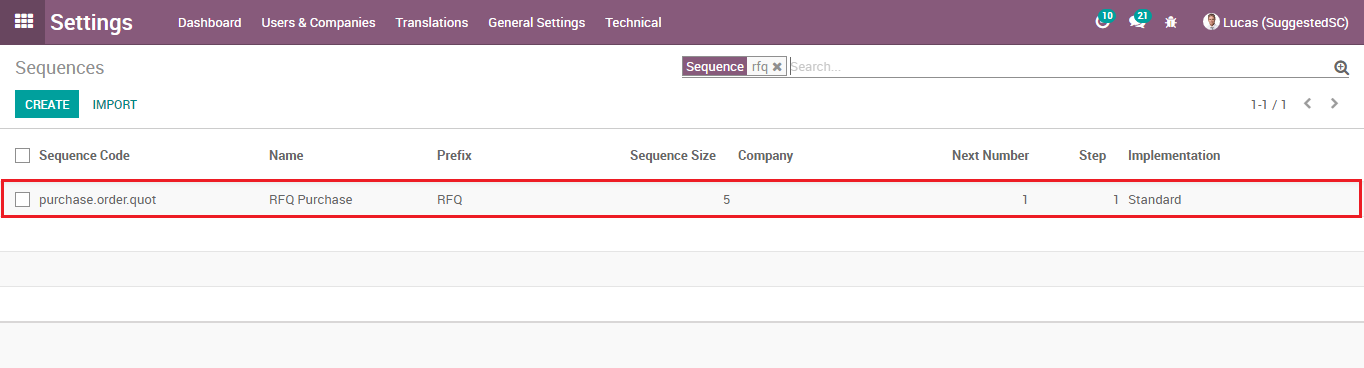 Settings Dashboard Users & Companies Translations General Settings Technical 10 21 Lucas (SuggestedSC)
Sequences Sequence rfq Search...
CREATE IMPORT 1-1 / 1
Sequence Code Name Prefix Sequence Size Company Next Number Step Implementation
purchase.order.quot RFQ Purchase RFQ 5 1 1 Standard